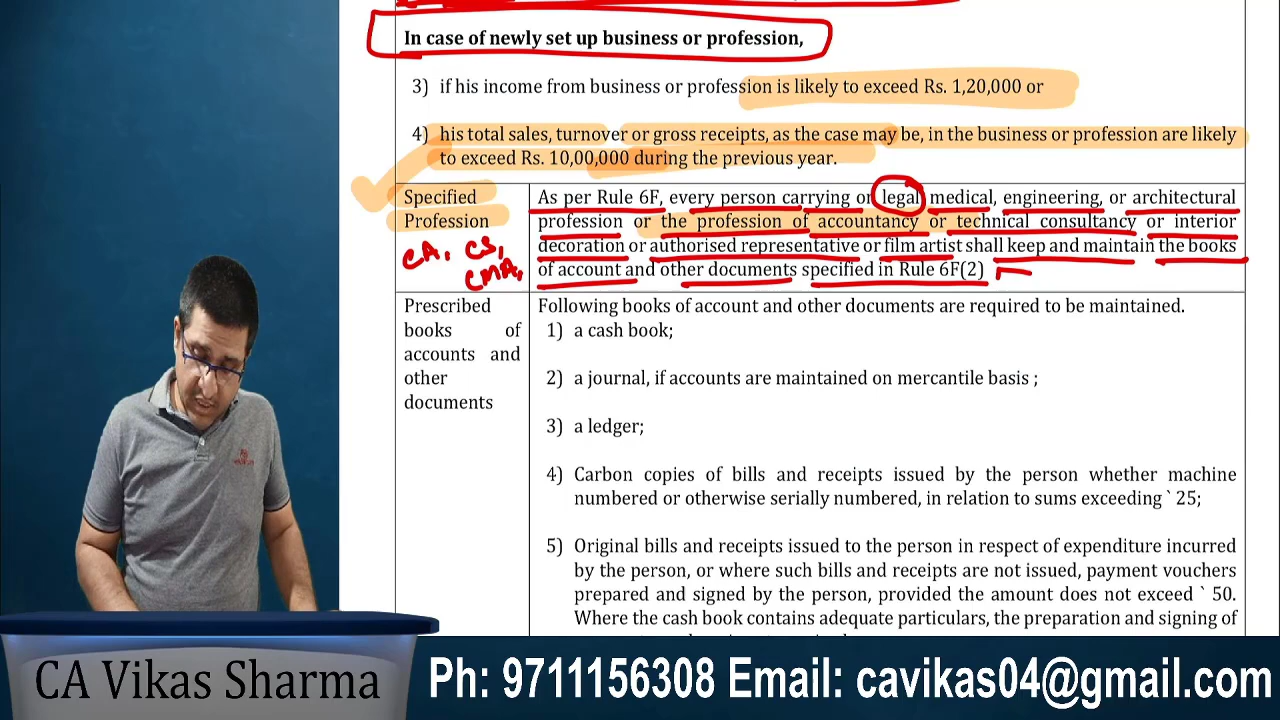 In case of newly set up business or profession,
3) if his income from business or profession is likely to exceed Rs. 1,20,000 or
4) his total sales, turnover or gross receipts, as the case may be, in the business or profession are likely
to exceed Rs. 10,00,000 during the previous year.
Specified
Profession
CA, CS,
CMA,
As per Rule 6F, every person carrying on legal medical, engineering, or architectural
profession or the profession of accountancy or technical consultancy or interior
decoration or authorised representative or film artist shall keep and maintain the books
of account and other documents specified in Rule 6F(2)
Prescribed
books of
accounts and
other
documents
Following books of account and other documents are required to be maintained.
1) a cash book;
2) a journal, if accounts are maintained on mercantile basis ;
3) a ledger;
4) Carbon copies of bills and receipts issued by the person whether machine
numbered or otherwise serially numbered, in relation to sums exceeding ` 25;
5) Original bills and receipts issued to the person in respect of expenditure incurred
by the person, or where such bills and receipts are not issued, payment vouchers
prepared and signed by the person, provided the amount does not exceed ` 50.
Where the cash book contains adequate particulars, the preparation and signing of
CA Vikas Sharma
Ph: 9711156308 Email: cavikas04@gmail.com